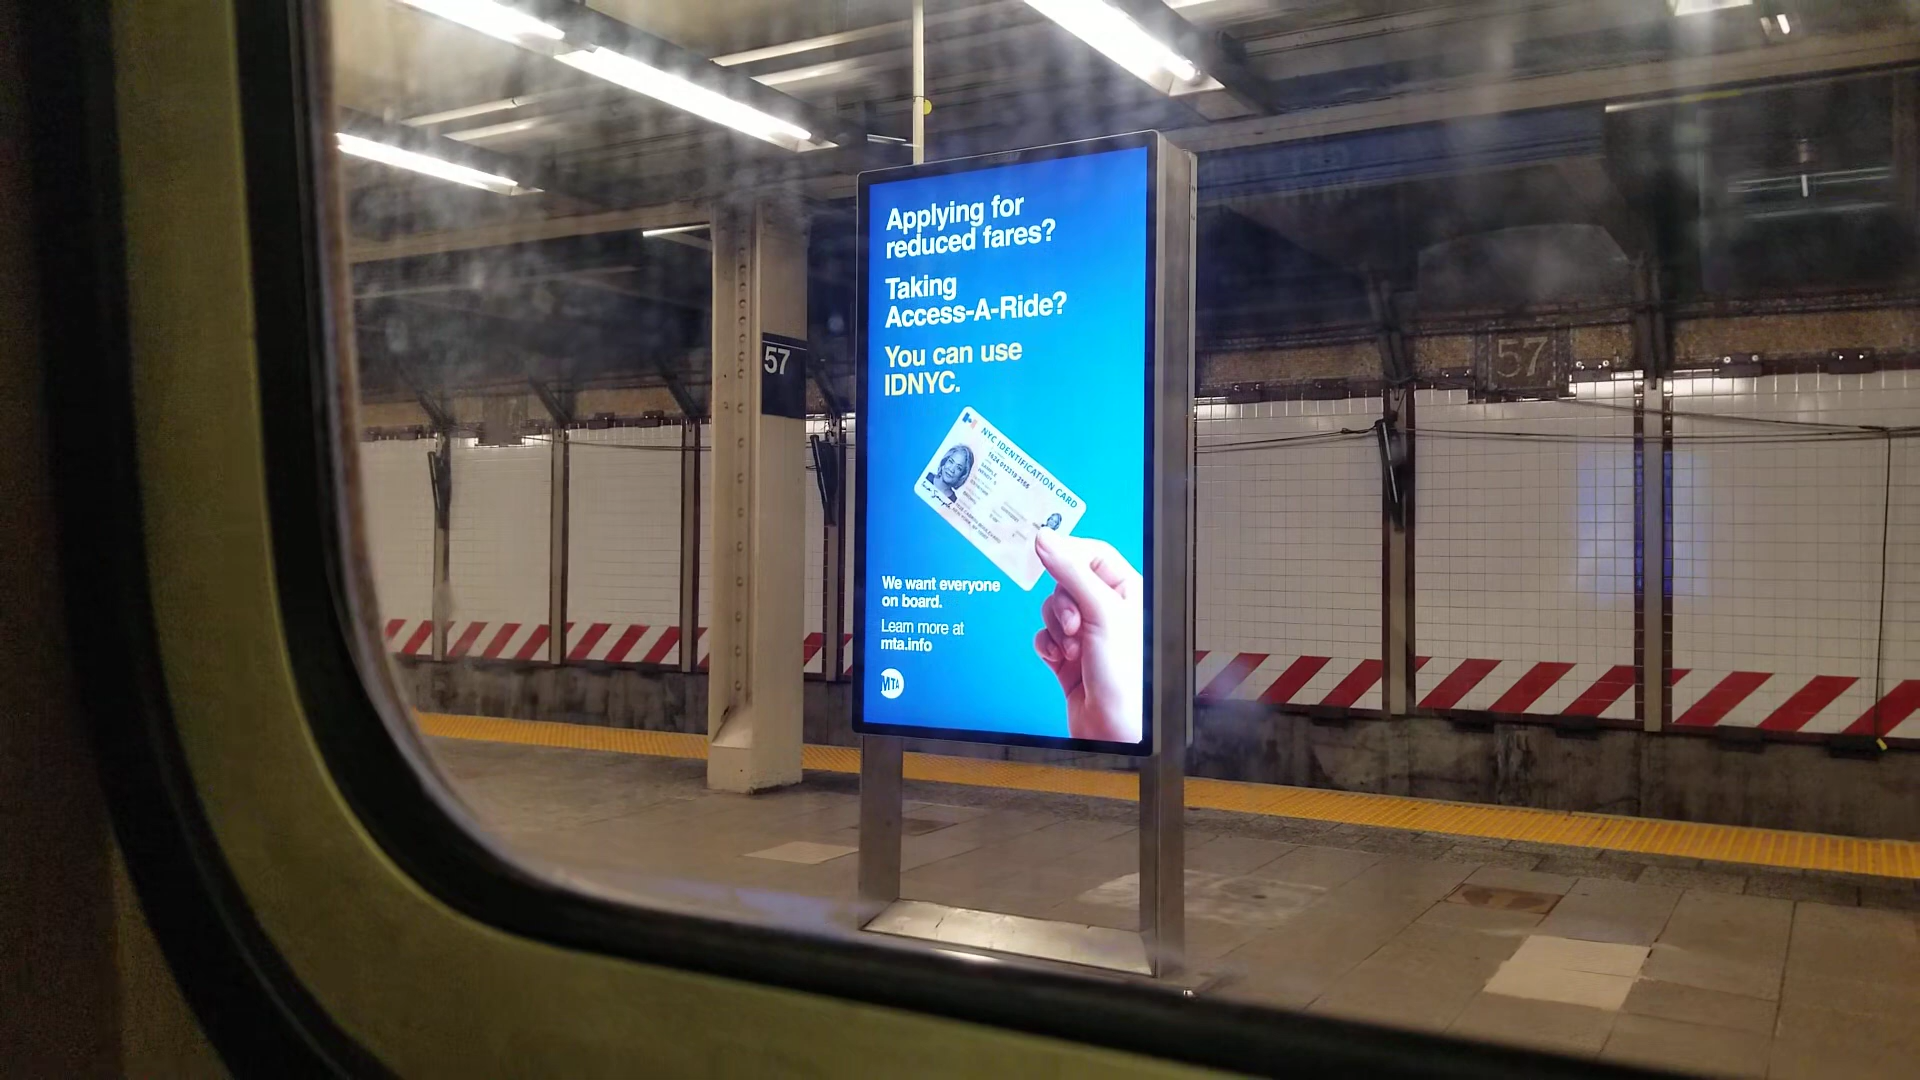 Applying for
reduced fares?
Taking
Access-A-Ride?
You can use
IDNYC.
NYC IDENTIFICATION CARD
We want everyone
on board.
Learn more at
mta.info
MTA
57
57